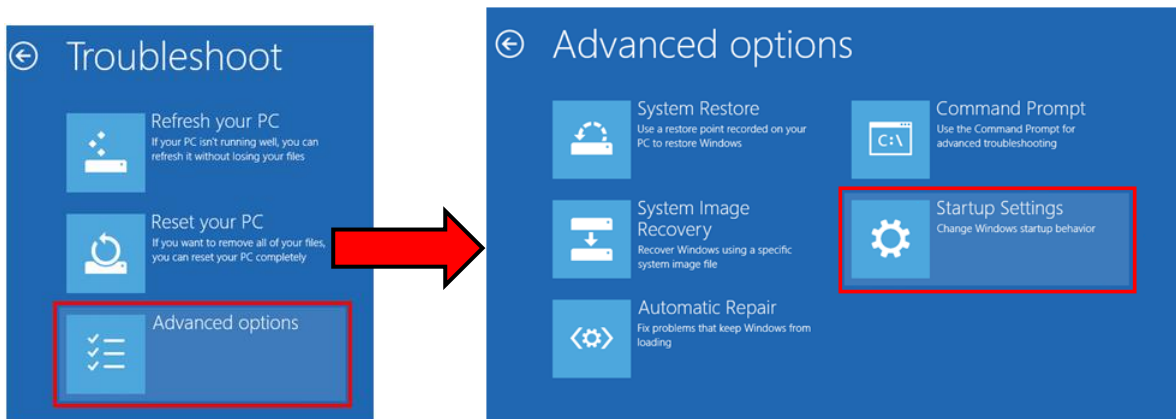 Troubleshoot
Refresh your PC
If your PC isn't running well, you can
refresh it without losing your files
Reset your PC
If you want to remove all of your files,
you can reset your PC completely
Advanced options
Advanced options
System Restore
Use a restore point recorded on your
PC to restore Windows
System Image
Recovery
Recover Windows using a specific
system image file
Automatic Repair
Fix problems that keep Windows from
loading
C:\
Command Prompt
Use the Command Prompt for
advanced troubleshooting
Startup Settings
Change Windows startup behavior